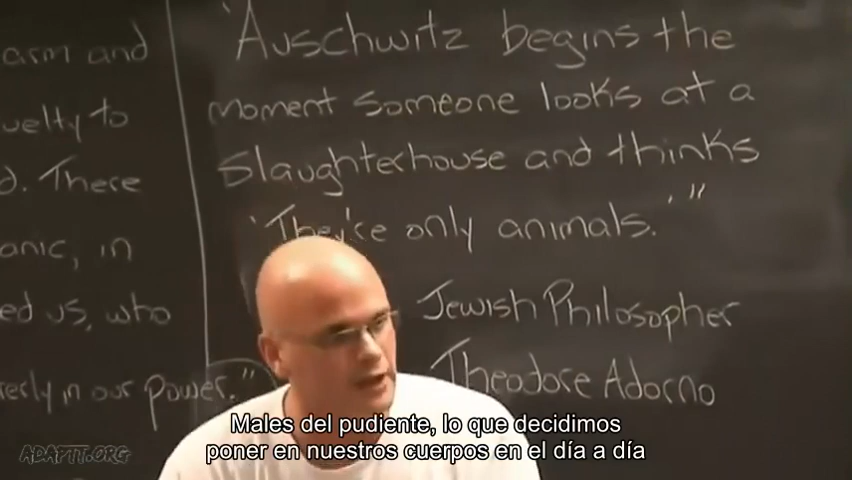 arm and
uelty to
d. There
anic, in
ed us, who
erly in our power."
"Auschwitz begins the
moment someone looks at a
slaughterhouse and thinks
'They're only animals.'"
Jewish Philosopher
Theodore Adorno
Males del pudiente, lo que decidimos
poner en nuestros cuerpos en el día a día
ADAPTT.ORG